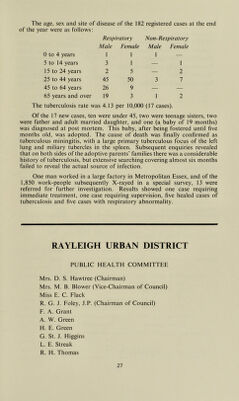 The age, sex and site of disease of the 182 registered cases at the end
of the year were as follows:
Respiratory Non-Respiratory
Male Female Male Female
0 to 4 years 1 1 1 —
5 to 14 years 3 1 — 1
15 to 24 years 2 5 — 2
25 to 44 years 45 50 3 7
45 to 64 years 26 9 — —
65 years and over 19 3 1 2
The tuberculosis rate was 4.13 per 10,000 (17 cases).
Of the 17 new cases, ten were under 45, two were teenage sisters, two
were father and adult married daughter, and one (a baby of 19 months)
was diagnosed at post mortem. This baby, after being fostered until five
months old, was adopted. The cause of death was finally confirmed as
tuberculous miningitis, with a large primary tuberculous focus of the left
lung and miliary tubercles in the spleen. Subsequent enquiries revealed
that on both sides of the adoptive parents' families there was a considerable
history of tuberculosis, but extensive searching covering almost six months
failed to reveal the actual source of infection.
One man worked in a large factory in Metropolitan Essex, and of the
1,850 work-people subsequently X-rayed in a special survey, 13 were
referred for further investigation. Results showed one case requiring
immediate treatment, one case requiring supervision, five healed cases of
tuberculosis and five cases with respiratory abnormality.
RAYLEIGH URBAN DISTRICT
PUBLIC HEALTH COMMITTEE
Mrs. D. S. Hawtree (Chairman)
Mrs. M. B. Blower (Vice-Chairman of Council)
Miss E. C. Flack
R. G. J. Foley, J.P. (Chairman of Council)
F. A. Grant
A. W. Green
H. E. Green
G. St. J. Higgins
L. E. Streak
R. H. Thomas
27